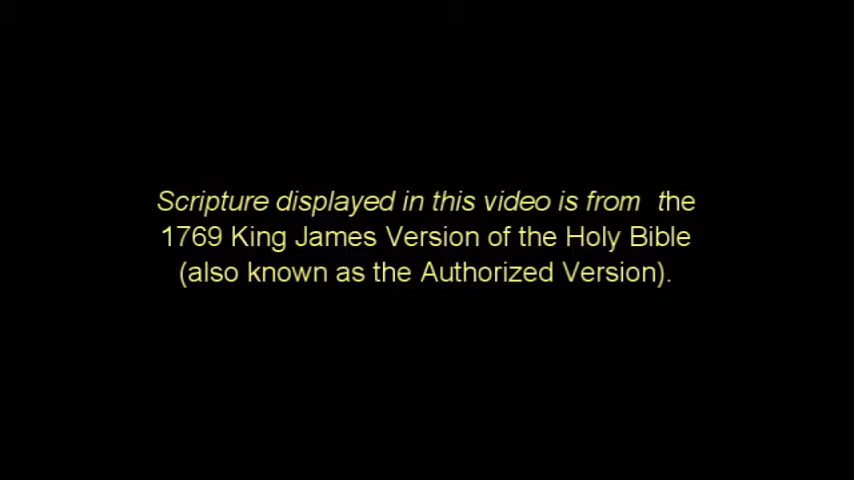 Scripture displayed in this video is from the
1769 King James Version of the Holy Bible
(also known as the Authorized Version).